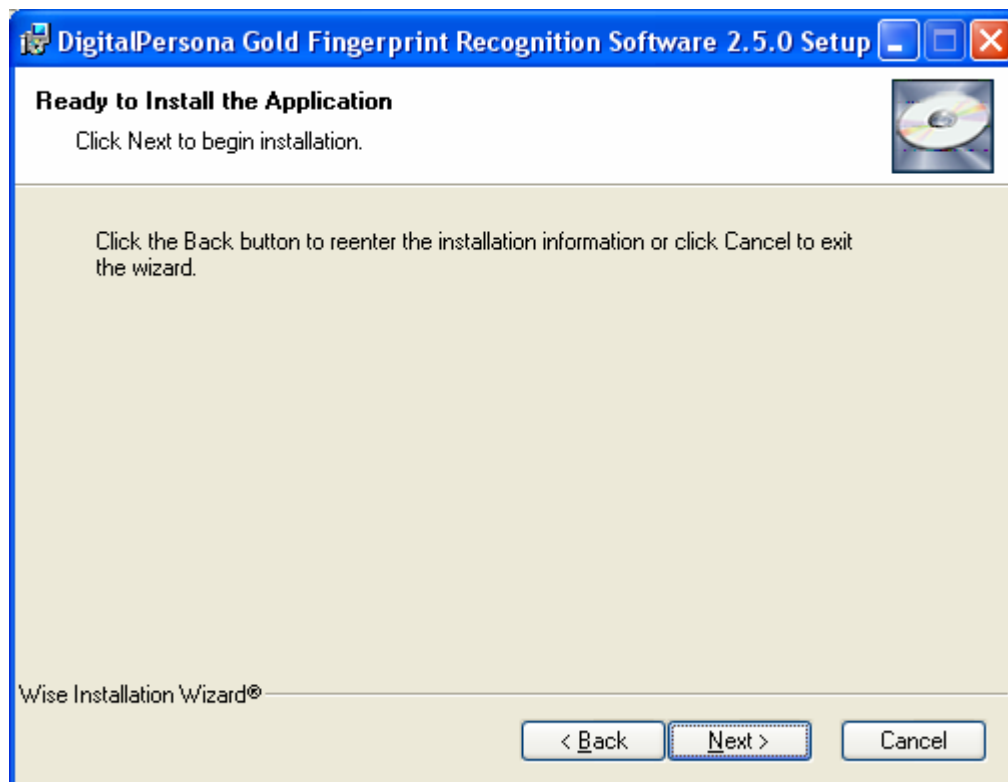 DigitalPersona Gold Fingerprint Recognition Software 2.5.0 Setup
Ready to Install the Application
Click Next to begin installation.
Click the Back button to reenter the installation information or click Cancel to exit
the wizard.
Wise Installation Wizard®
< Back Next > Cancel